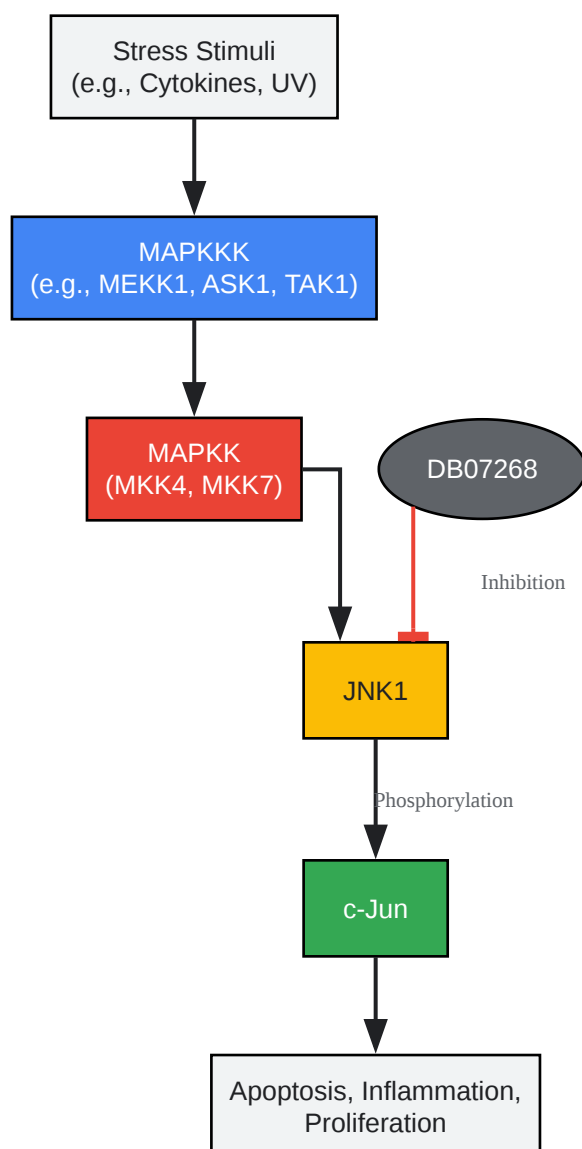 Stress Stimuli
(e.g., Cytokines, UV)
MAPKKK
(e.g., MEKK1, ASK1, TAK1)
MAPKK
(MKK4, MKK7)
DB07268
Inhibition
JNK1
Phosphorylation
c-Jun
Apoptosis, Inflammation,
Proliferation